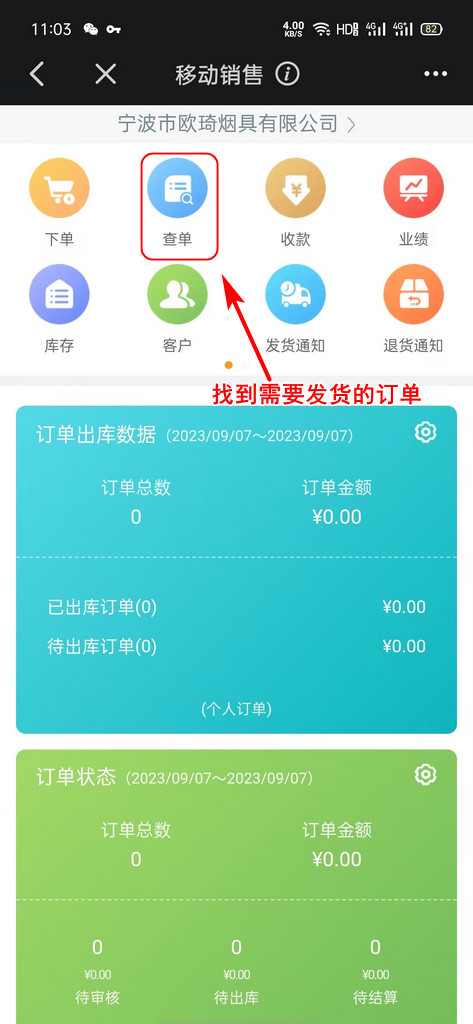 11:03
4.00 KB/S HD 4G 4G+ 82
移动销售
宁波市欧琦烟具有限公司
下单 查单 收款 业绩
库存 客户 发货通知 退货通知
找到需要发货的订单
订单出库数据 (2023/09/07～2023/09/07)
订单总数 订单金额
0 ¥0.00
已出库订单(0) ¥0.00
待出库订单(0) ¥0.00
(个人订单)
订单状态 (2023/09/07～2023/09/07)
订单总数 订单金额
0 ¥0.00
0 0 0
¥0.00 ¥0.00 ¥0.00
待审核 待出库 待结算